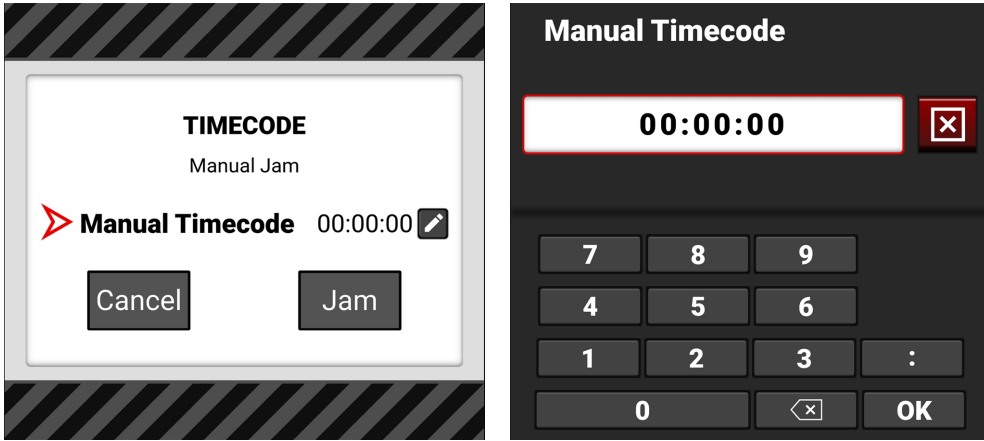 TIMECODE
Manual Jam
Manual Timecode 00:00:00
Cancel Jam
Manual Timecode
00:00:00
7 8 9
4 5 6
1 2 3 :
0 OK